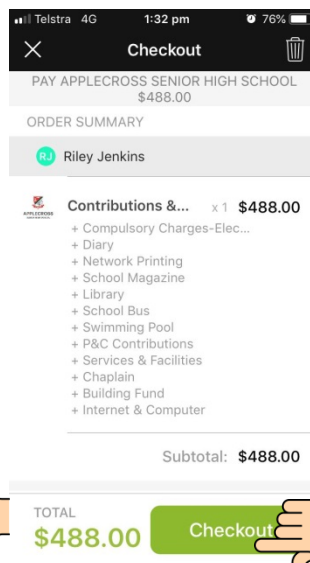 Telstra 4G 1:32 pm 76%
Checkout
PAY APPLECROSS SENIOR HIGH SCHOOL
$488.00
ORDER SUMMARY
RJ Riley Jenkins
Contributions &... x 1 $488.00
APPLECROSS
+ Compulsory Charges-Elec...
+ Diary
+ Network Printing
+ School Magazine
+ Library
+ School Bus
+ Swimming Pool
+ P&C Contributions
+ Services & Facilities
+ Chaplain
+ Building Fund
+ Internet & Computer
Subtotal: $488.00
TOTAL
$488.00
Checkout